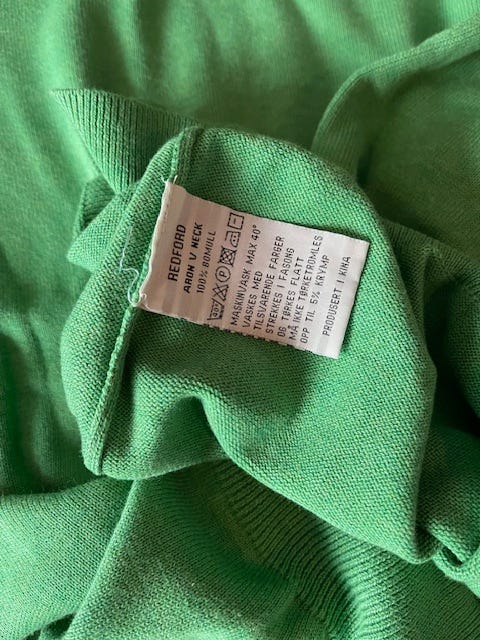 REDFORD
ARON V NECK
100% BOMULL
40°
P
MASKINVASK MAX 40°
VASKES MED
TILSVARENDE FARGER
STREKKES I FASONG
OG TØRKES FLATT
MÅ IKKE TØRKETROMLES
OPP TIL 5% KRYMP
PRODUSERT I KINA